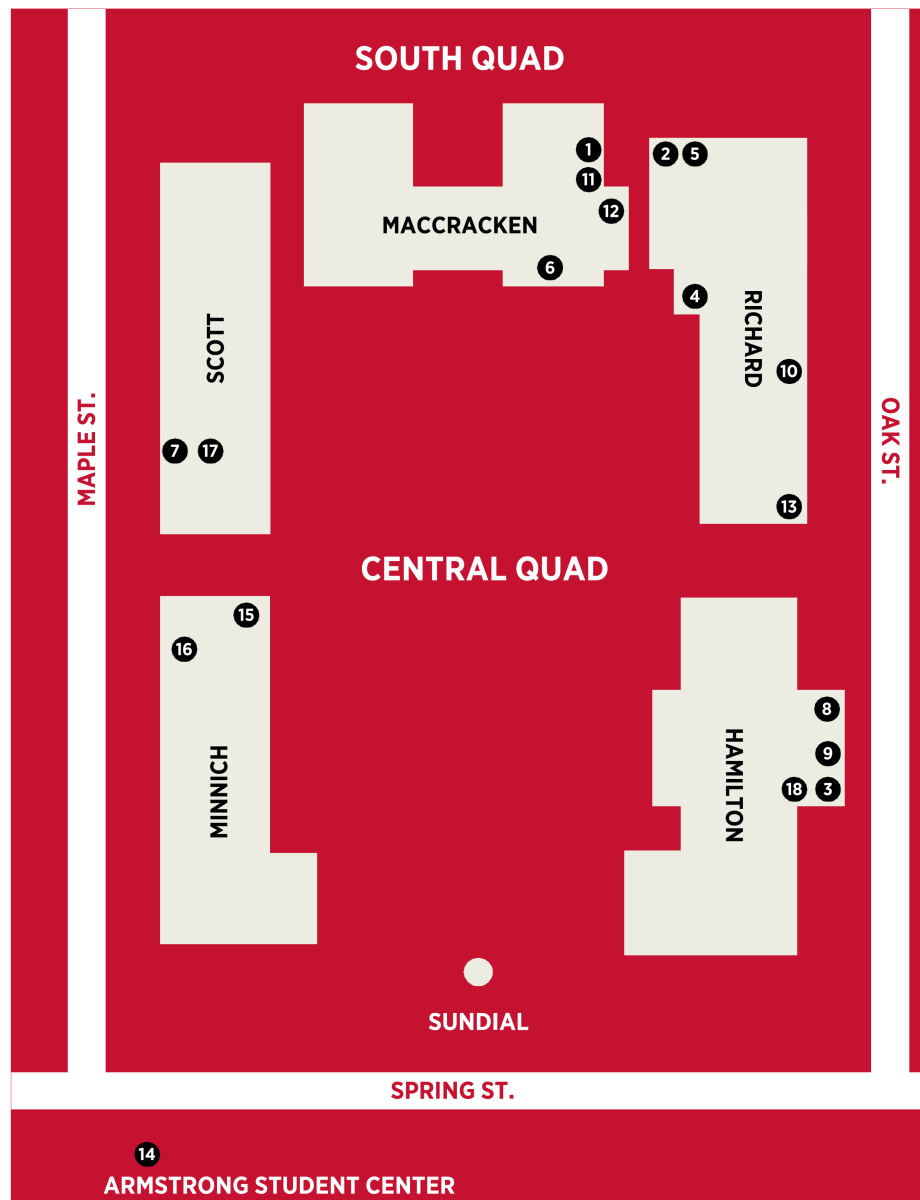 SOUTH QUAD
1
2 5
11
12
MACCRACKEN
6
4
RICHARD
SCOTT
10
MAPLE ST.
OAK ST.
7 17
13
CENTRAL QUAD
15
16
8
9
18 3
MINNICH
HAMILTON
SUNDIAL
SPRING ST.
14
ARMSTRONG STUDENT CENTER